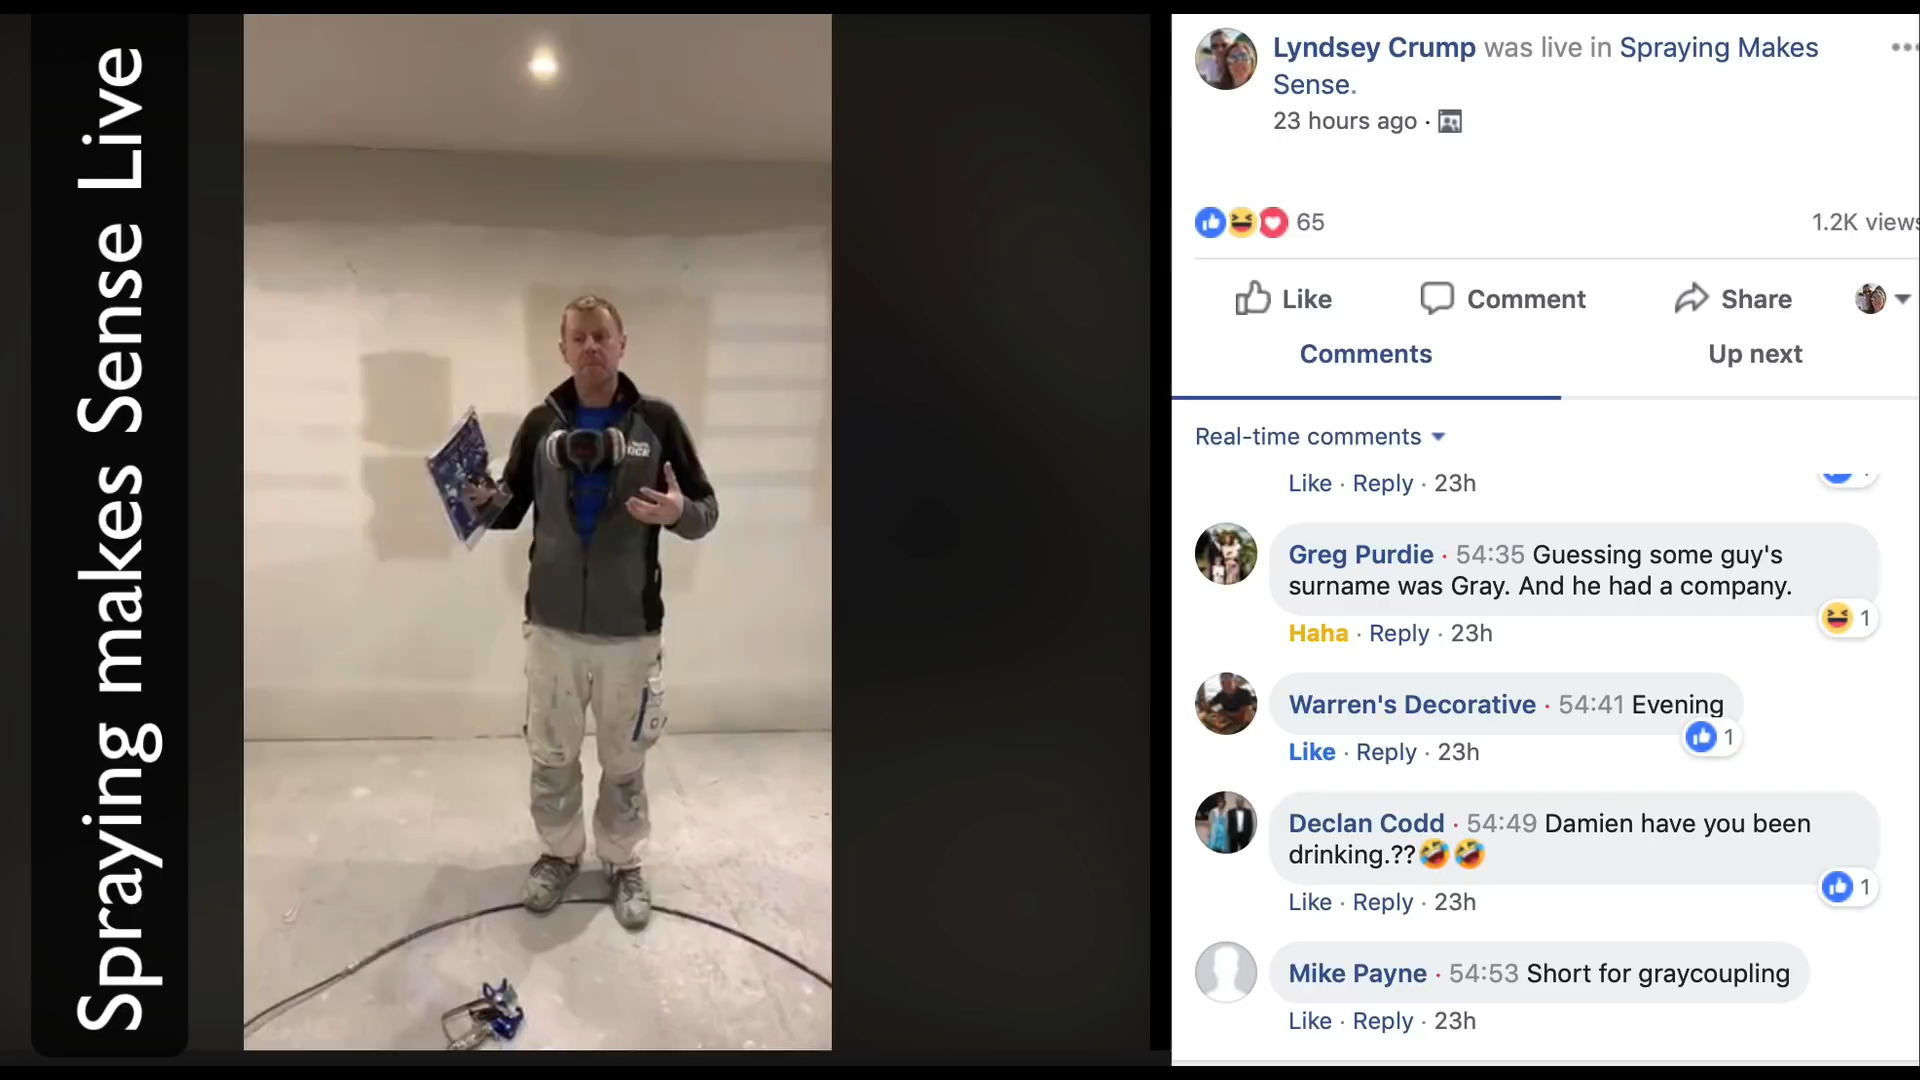 Spraying makes Sense Live
Lyndsey Crump was live in Spraying Makes
Sense.
23 hours ago ·
65
1.2K views
Like Comment Share
Comments Up next
Real-time comments
Like · Reply · 23h
Greg Purdie · 54:35 Guessing some guy's
surname was Gray. And he had a company.
1
Haha · Reply · 23h
Warren's Decorative · 54:41 Evening
1
Like · Reply · 23h
Declan Codd · 54:49 Damien have you been
drinking.??🤣🤣
1
Like · Reply · 23h
Mike Payne · 54:53 Short for graycoupling
Like · Reply · 23h